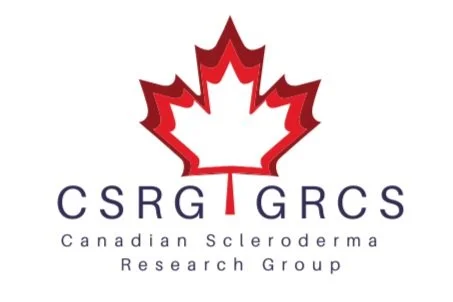 CSRG GRCS
Canadian Scleroderma
Research Group